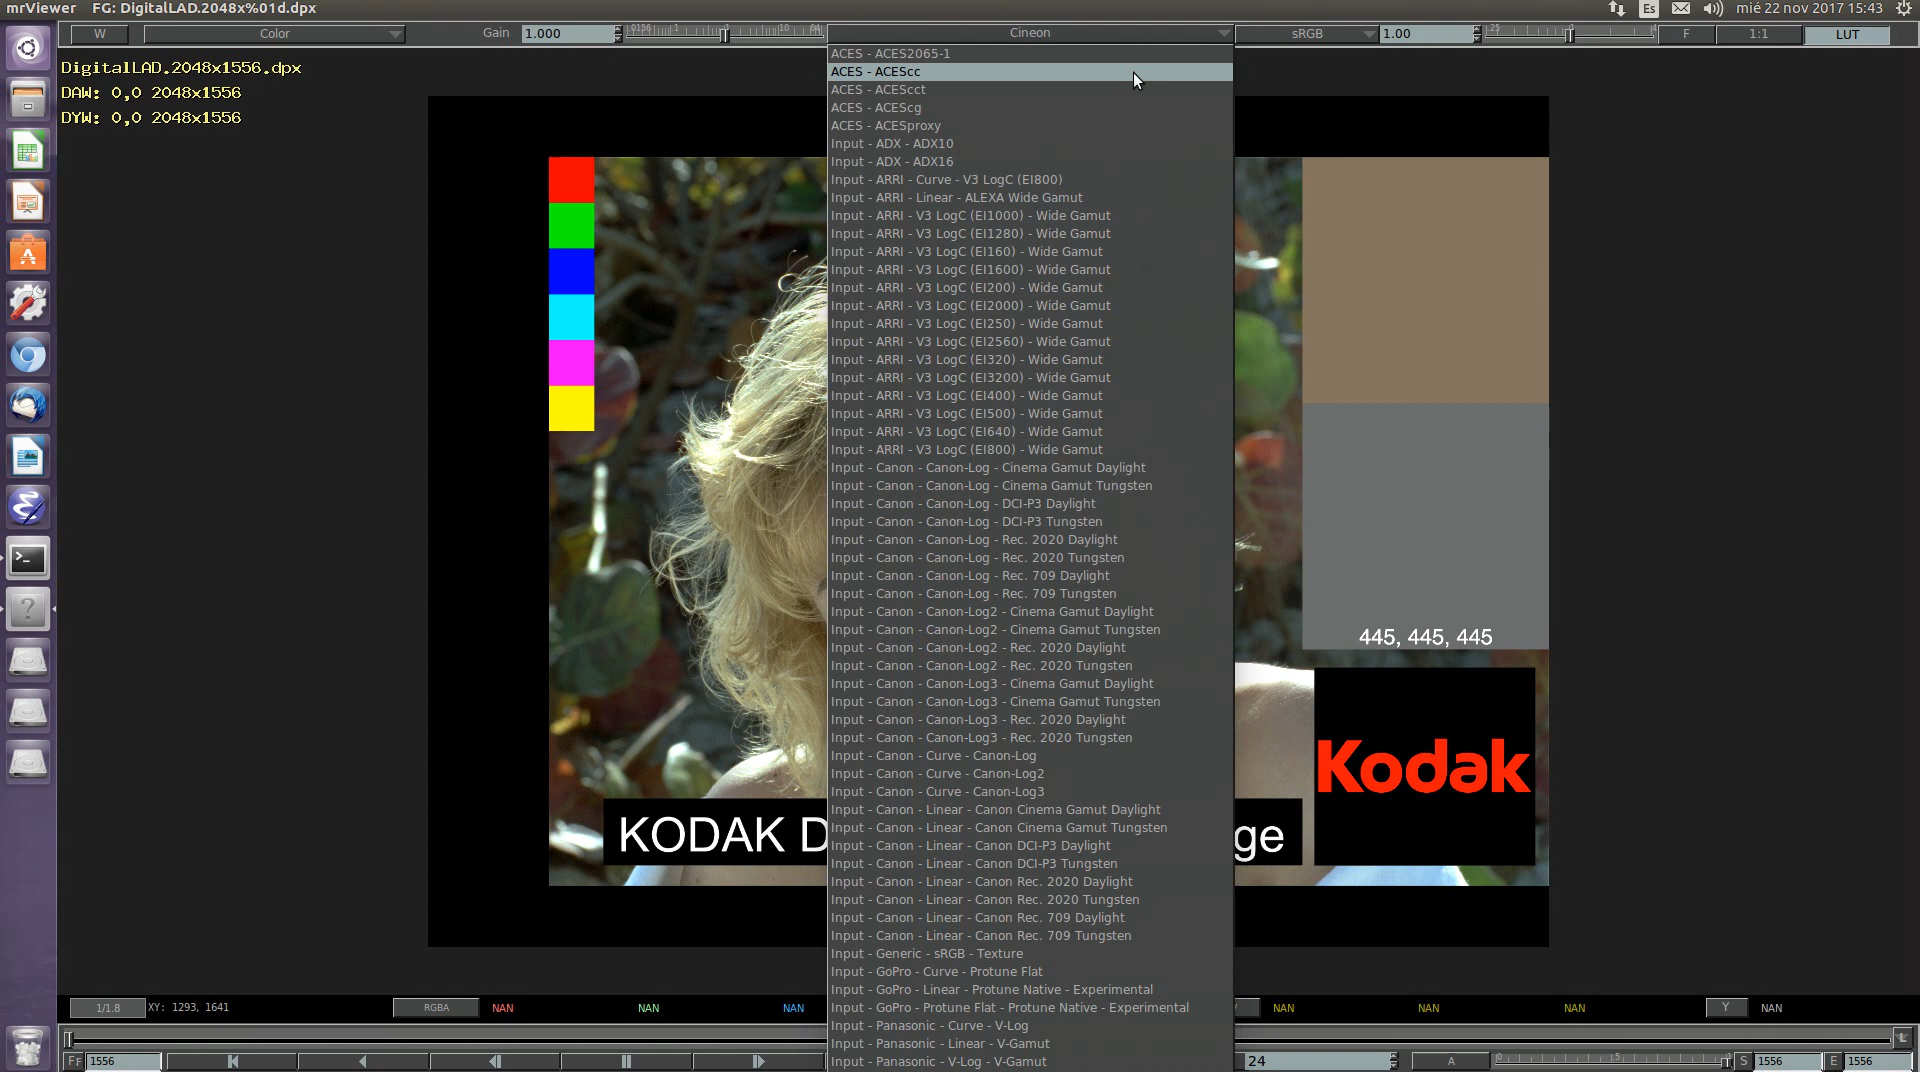 mrViewer FG: DigitalLAD.2048x%01d.dpx
Es mié 22 nov 2017 15:43
W Color Gain 1.000 Cineon sRGB 1.00 F 1:1 LUT
DigitalLAD.2048x1556.dpx
DAW: 0,0 2048x1556
DYW: 0,0 2048x1556
ACES - ACES2065-1
ACES - ACEScc
ACES - ACEScct
ACES - ACEScg
ACES - ACESproxy
Input - ADX - ADX10
Input - ADX - ADX16
Input - ARRI - Curve - V3 LogC (EI800)
Input - ARRI - Linear - ALEXA Wide Gamut
Input - ARRI - V3 LogC (EI1000) - Wide Gamut
Input - ARRI - V3 LogC (EI1280) - Wide Gamut
Input - ARRI - V3 LogC (EI160) - Wide Gamut
Input - ARRI - V3 LogC (EI1600) - Wide Gamut
Input - ARRI - V3 LogC (EI200) - Wide Gamut
Input - ARRI - V3 LogC (EI2000) - Wide Gamut
Input - ARRI - V3 LogC (EI250) - Wide Gamut
Input - ARRI - V3 LogC (EI2560) - Wide Gamut
Input - ARRI - V3 LogC (EI320) - Wide Gamut
Input - ARRI - V3 LogC (EI3200) - Wide Gamut
Input - ARRI - V3 LogC (EI400) - Wide Gamut
Input - ARRI - V3 LogC (EI500) - Wide Gamut
Input - ARRI - V3 LogC (EI640) - Wide Gamut
Input - ARRI - V3 LogC (EI800) - Wide Gamut
Input - Canon - Canon-Log - Cinema Gamut Daylight
Input - Canon - Canon-Log - Cinema Gamut Tungsten
Input - Canon - Canon-Log - DCI-P3 Daylight
Input - Canon - Canon-Log - DCI-P3 Tungsten
Input - Canon - Canon-Log - Rec. 2020 Daylight
Input - Canon - Canon-Log - Rec. 2020 Tungsten
Input - Canon - Canon-Log - Rec. 709 Daylight
Input - Canon - Canon-Log - Rec. 709 Tungsten
Input - Canon - Canon-Log2 - Cinema Gamut Daylight
Input - Canon - Canon-Log2 - Cinema Gamut Tungsten
Input - Canon - Canon-Log2 - Rec. 2020 Daylight
Input - Canon - Canon-Log2 - Rec. 2020 Tungsten
Input - Canon - Canon-Log3 - Cinema Gamut Daylight
Input - Canon - Canon-Log3 - Cinema Gamut Tungsten
Input - Canon - Canon-Log3 - Rec. 2020 Daylight
Input - Canon - Canon-Log3 - Rec. 2020 Tungsten
Input - Canon - Curve - Canon-Log
Input - Canon - Curve - Canon-Log2
Input - Canon - Curve - Canon-Log3
Input - Canon - Linear - Canon Cinema Gamut Daylight
Input - Canon - Linear - Canon Cinema Gamut Tungsten
Input - Canon - Linear - Canon DCI-P3 Daylight
Input - Canon - Linear - Canon DCI-P3 Tungsten
Input - Canon - Linear - Canon Rec. 2020 Daylight
Input - Canon - Linear - Canon Rec. 2020 Tungsten
Input - Canon - Linear - Canon Rec. 709 Daylight
Input - Canon - Linear - Canon Rec. 709 Tungsten
Input - Generic - sRGB - Texture
Input - GoPro - Curve - Protune Flat
Input - GoPro - Linear - Protune Native - Experimental
Input - GoPro - Protune Flat - Protune Native - Experimental
Input - Panasonic - Curve - V-Log
Input - Panasonic - Linear - V-Gamut
Input - Panasonic - V-Log - V-Gamut
445, 445, 445
Kodak
KODAK D
ge
1/1.8 XY: 1293, 1641 RGBA NAN NAN NAN NAN NAN NAN Y NAN
L
Ff 1556 24 A S 1556 E 1556